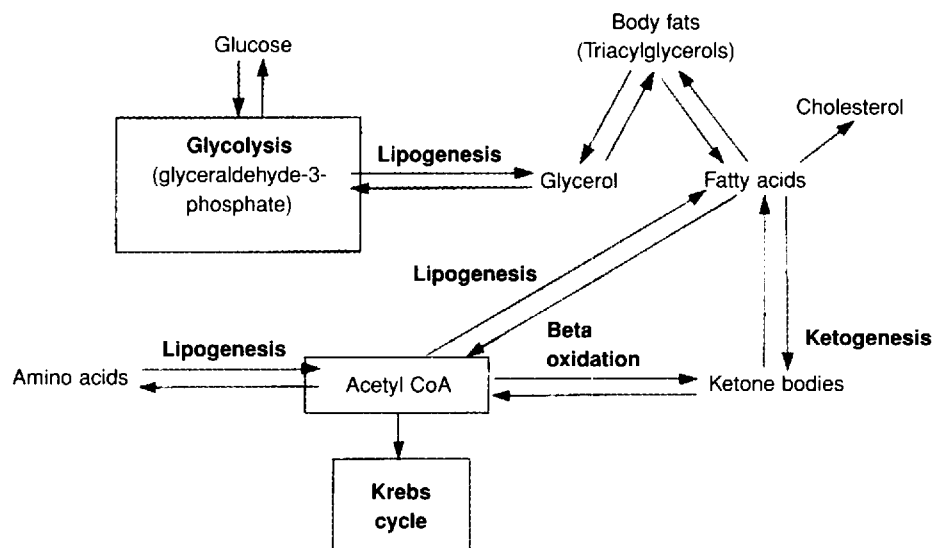 Body fats
(Triacylglycerols)
Glucose
Cholesterol
Glycolysis
(glyceraldehyde-3-
phosphate)
Lipogenesis
Glycerol
Fatty acids
Lipogenesis
Beta
oxidation
Ketogenesis
Lipogenesis
Amino acids
Acetyl CoA
Ketone bodies
Krebs
cycle